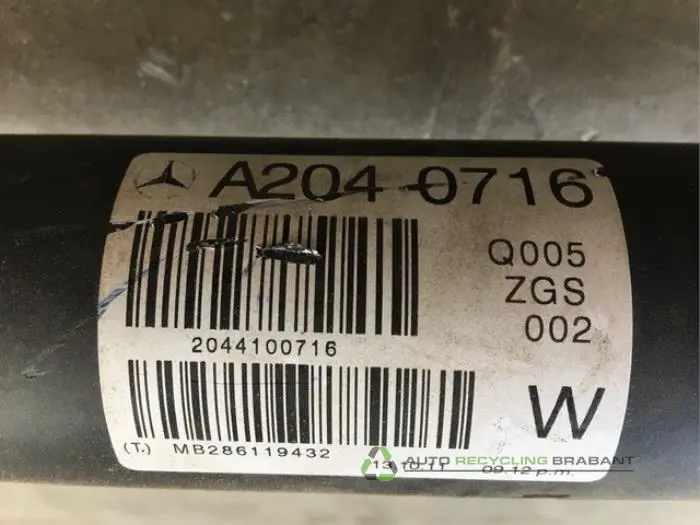 A204 0716
Q005
ZGS
002
2044100716
W
(T.) MB286119432
13.10.11 09.12 p.m.
AUTO RECYCLING BRABANT